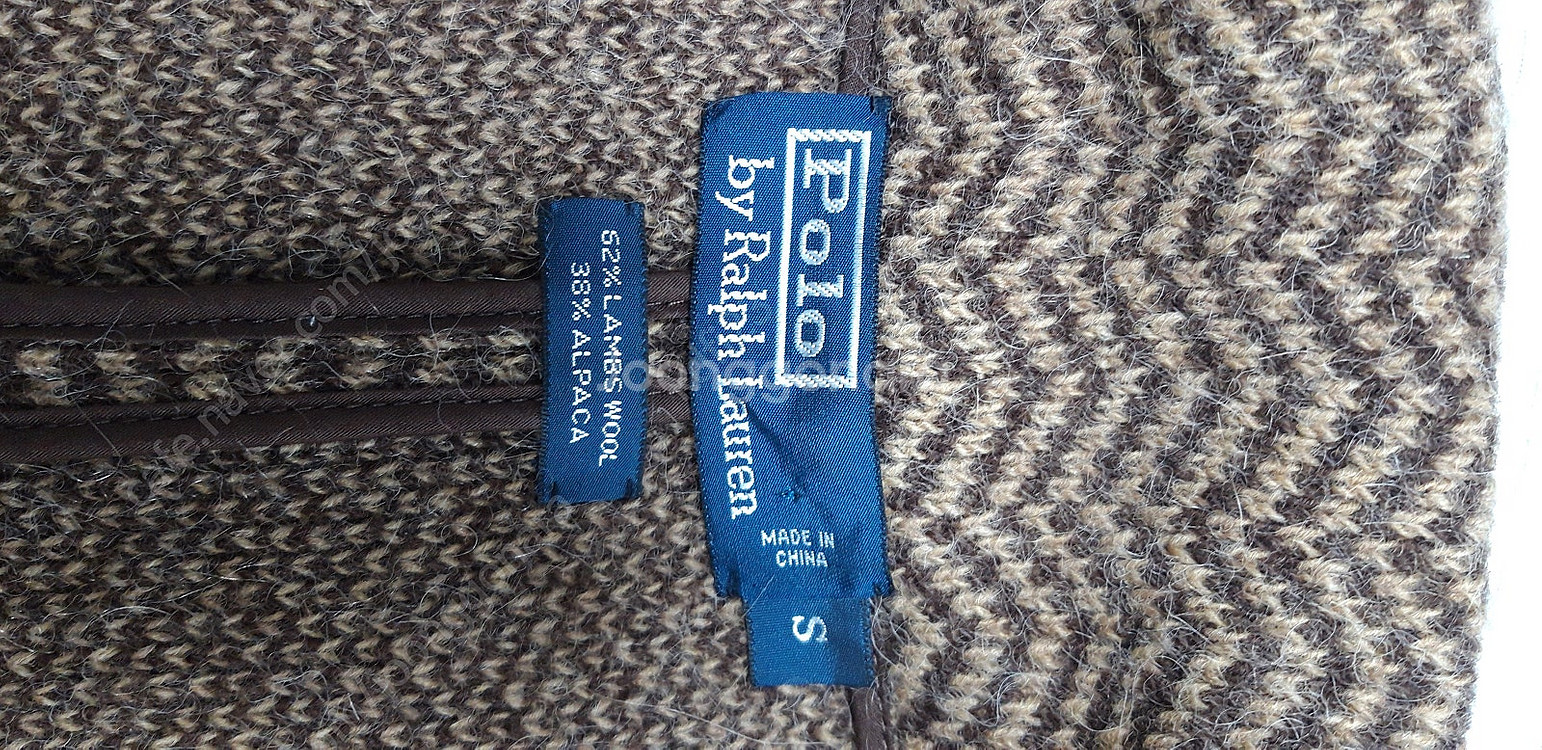 Polo
by Ralph Lauren
MADE IN
CHINA
S
62% LAMBS WOOL
38% ALPACA